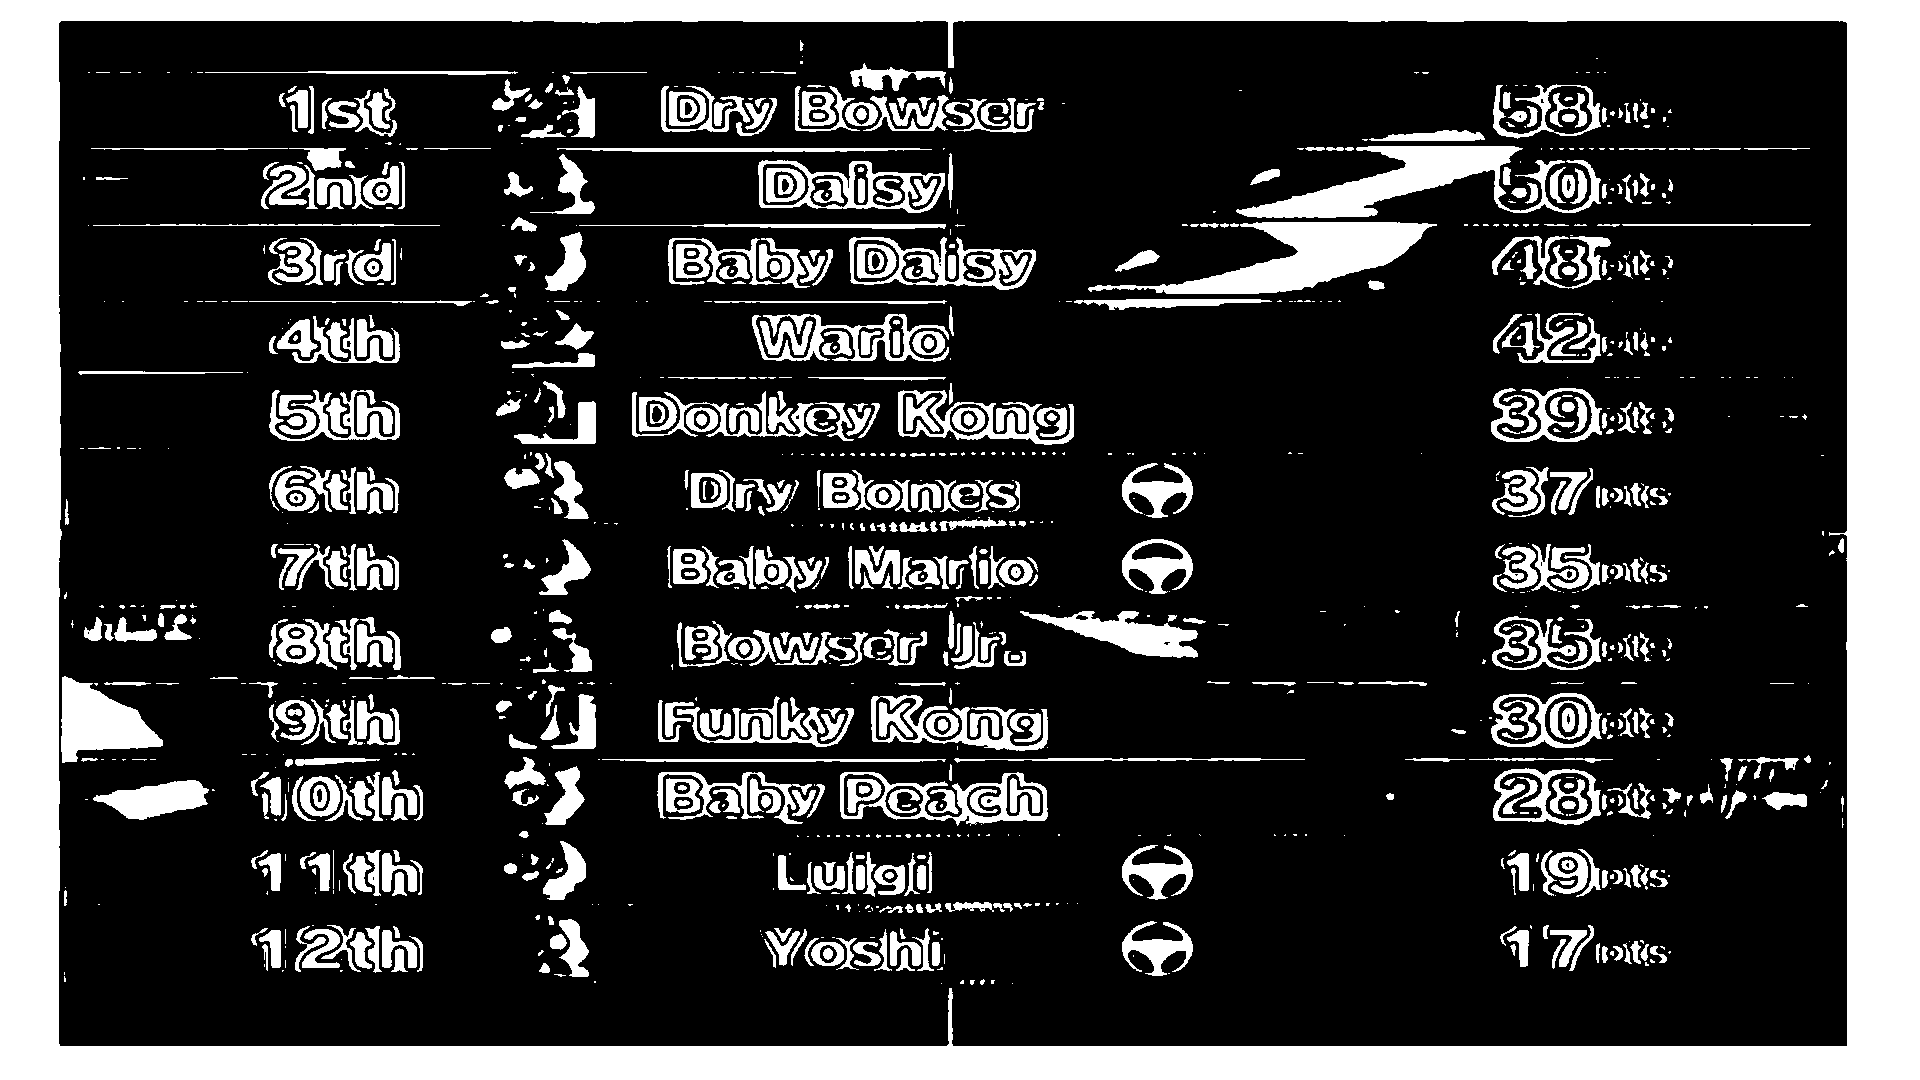 1st Dry Bowser 58pts
2nd Daisy 50pts
3rd Baby Daisy 48pts
4th Wario 42pts
5th Donkey Kong 39pts
6th Dry Bones 37pts
7th Baby Mario 35pts
8th Bowser Jr. 35pts
9th Funky Kong 30pts
10th Baby Peach 28pts
11th Luigi 19pts
12th Yoshi 17pts